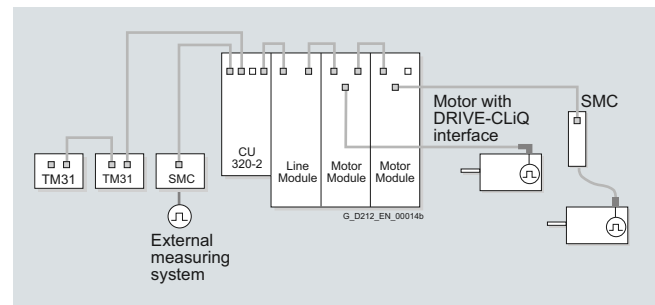 Motor with
DRIVE-CLiQ
interface
SMC
CU
320-2
Line
Module
Motor
Module
Motor
Module
TM31
TM31
SMC
G_D212_EN_00014b
External
measuring
system